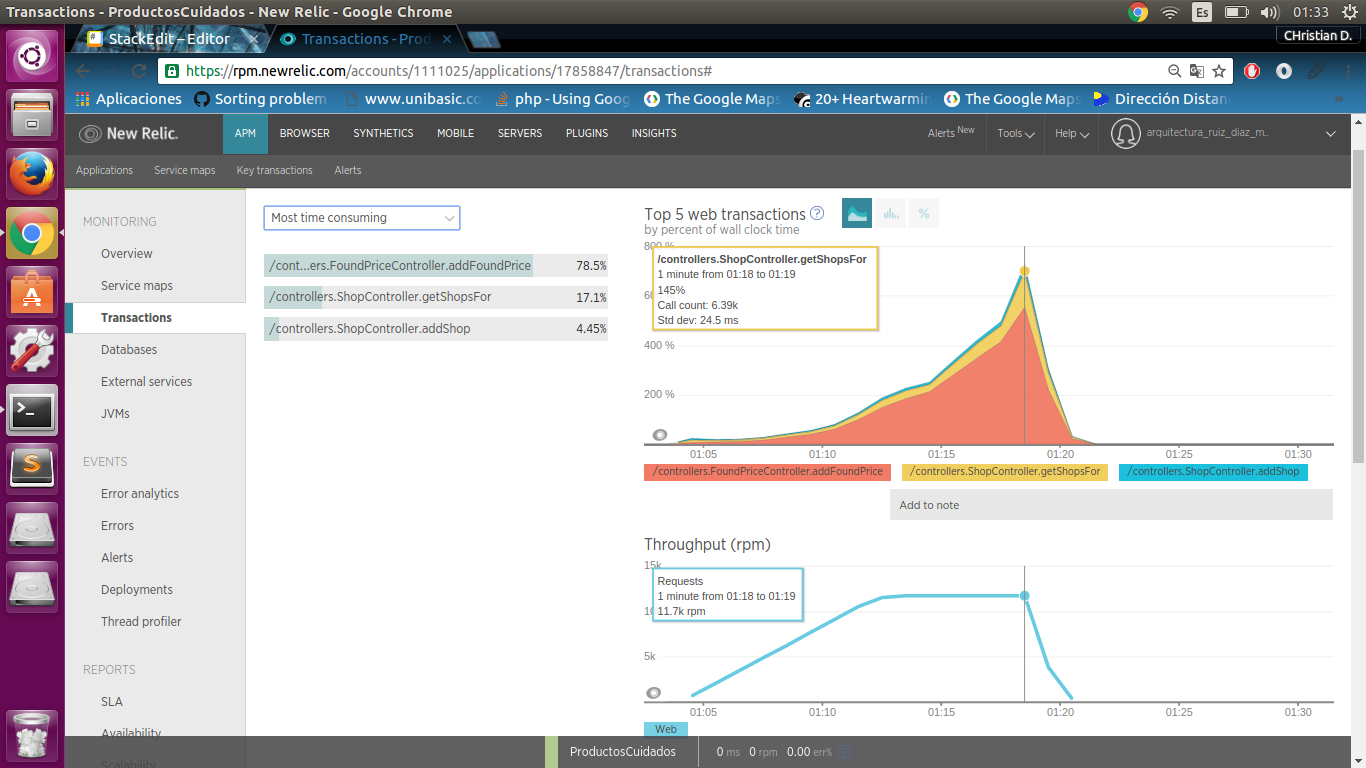 Transactions - ProductosCuidados - New Relic - Google Chrome
Es
01:33
StackEdit – Editor
Transactions - Prod
CHristian D.
https://rpm.newrelic.com/accounts/1111025/applications/17858847/transactions#
Aplicaciones
Sorting problem
www.unibasic.co
php - Using Goog
The Google Maps
20+ Heartwarmin
The Google Maps
Dirección Distan
»
New Relic.
APM
BROWSER
SYNTHETICS
MOBILE
SERVERS
PLUGINS
INSIGHTS
Alerts New
Tools
Help
arquitectura_ruiz_diaz_m..
Applications
Service maps
Key transactions
Alerts
MONITORING
Overview
Service maps
Transactions
Databases
External services
JVMs
EVENTS
Error analytics
Errors
Alerts
Deployments
Thread profiler
REPORTS
SLA
Availability
Scalability
Most time consuming
/cont...ers.FoundPriceController.addFoundPrice 78.5%
/controllers.ShopController.getShopsFor 17.1%
/controllers.ShopController.addShop 4.45%
Top 5 web transactions ?
by percent of wall clock time
%
800 %
/controllers.ShopController.getShopsFor
1 minute from 01:18 to 01:19
145%
Call count: 6.39k
Std dev: 24.5 ms
400 %
200 %
01:05 01:10 01:15 01:20 01:25 01:30
/controllers.FoundPriceController.addFoundPrice
/controllers.ShopController.getShopsFor
/controllers.ShopController.addShop
Add to note
Throughput (rpm)
15k
Requests
1 minute from 01:18 to 01:19
11.7k rpm
5k
01:05 01:10 01:15 01:20 01:25 01:30
Web
ProductosCuidados
0 ms 0 rpm 0.00 err% ?